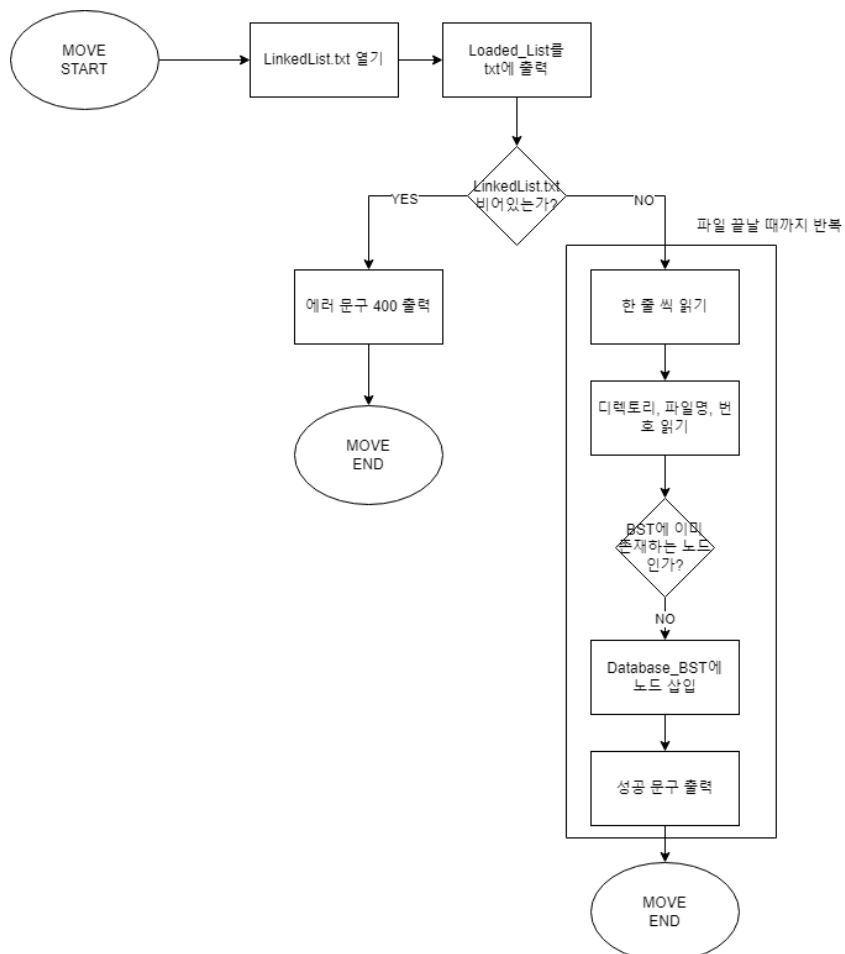 MOVE
START
LinkedList.txt 열기
Loaded_List를
txt에 출력
LinkedList.txt
비어있는가?
YES
NO
파일 끝날 때까지 반복
에러 문구 400 출력
한 줄 씩 읽기
디렉토리, 파일명, 번
호 읽기
MOVE
END
BST에 이미
존재하는 노드
인가?
NO
Database_BST에
노드 삽입
성공 문구 출력
MOVE
END